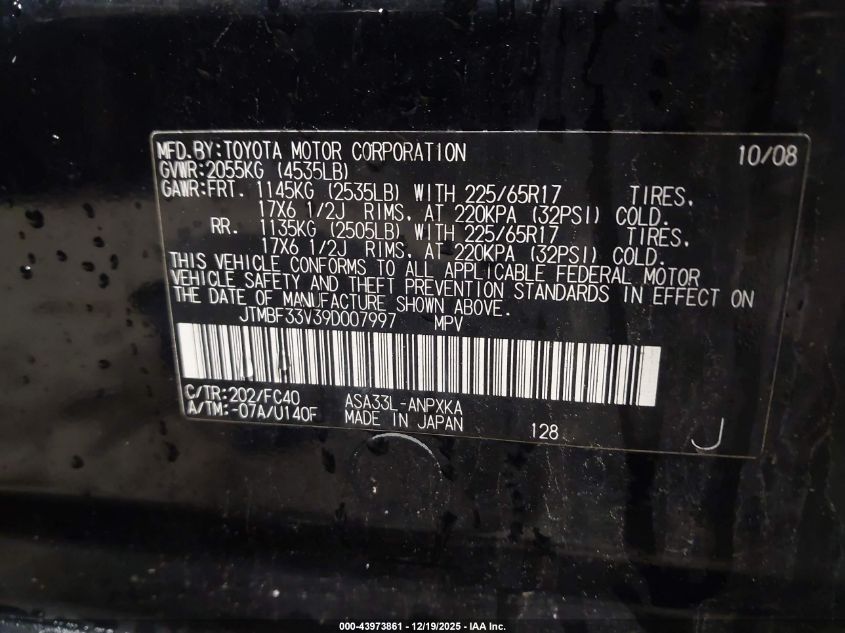 MFD.BY:TOYOTA MOTOR CORPORATION 10/08
GVWR:2055KG (4535LB)
GAWR:FRT. 1145KG (2535LB) WITH 225/65R17 TIRES,
17X6 1/2J RIMS, AT 220KPA (32PSI) COLD.
RR. 1135KG (2505LB) WITH 225/65R17 TIRES,
17X6 1/2J RIMS, AT 220KPA (32PSI) COLD.
THIS VEHICLE CONFORMS TO ALL APPLICABLE FEDERAL MOTOR
VEHICLE SAFETY AND THEFT PREVENTION STANDARDS IN EFFECT ON
THE DATE OF MANUFACTURE SHOWN ABOVE.
JTMBF33V39D007997 MPV
C/TR:202/FC40 ASA33L-ANPXKA
A/TM:-07A/U140F MADE IN JAPAN 128
J
000-43973861 - 12/19/2025 - IAA Inc.